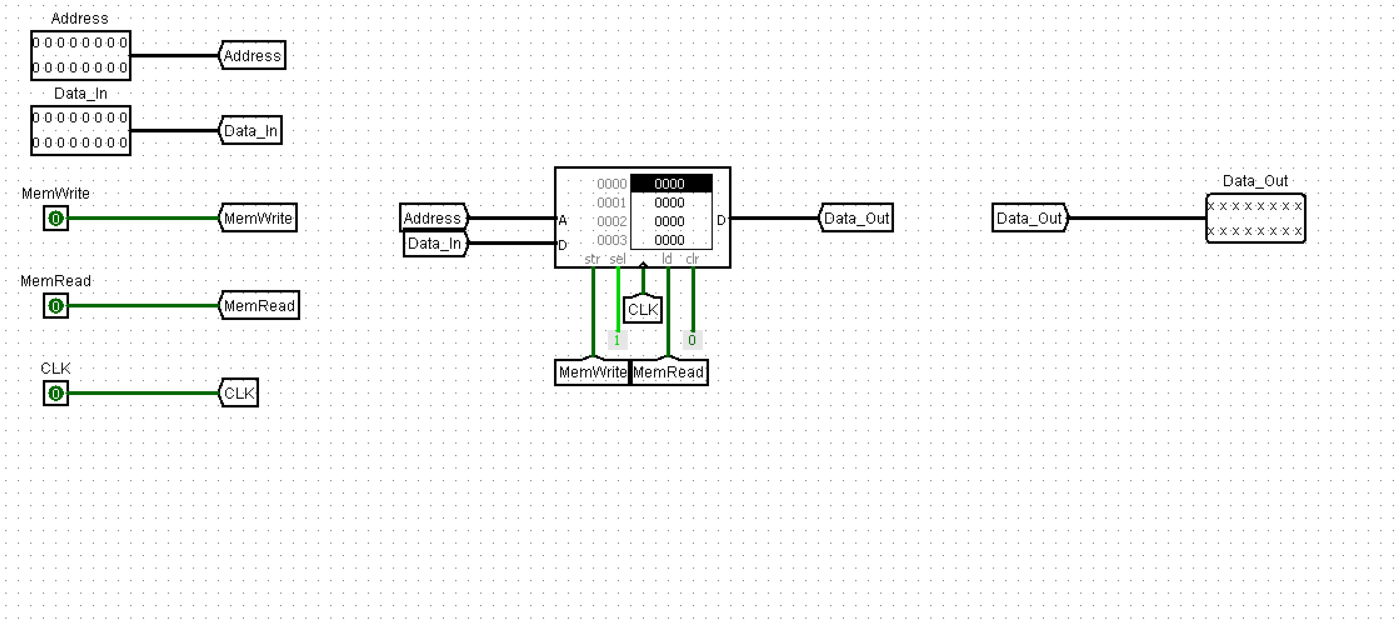 Address
0 0 0 0 0 0 0 0
0 0 0 0 0 0 0 0
Address
Data_In
0 0 0 0 0 0 0 0
0 0 0 0 0 0 0 0
Data_In
MemWrite
0
MemWrite
MemRead
0
MemRead
CLK
0
CLK
Address
Data_In
A
D
0000 0000
0001 0000
0002 0000
0003 0000
D
str sel ld clr
CLK
1
0
MemWrite
MemRead
Data_Out
Data_Out
Data_Out
x x x x x x x x
x x x x x x x x